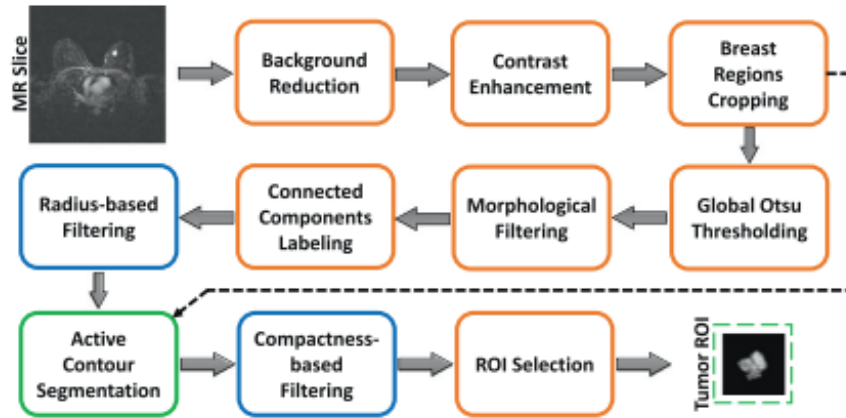 MR Slice
Background
Reduction
Contrast
Enhancement
Breast
Regions
Cropping
Radius-based
Filtering
Connected
Components
Labeling
Morphological
Filtering
Global Otsu
Thresholding
Active
Contour
Segmentation
Compactness-
based
Filtering
ROI Selection
Tumor ROI